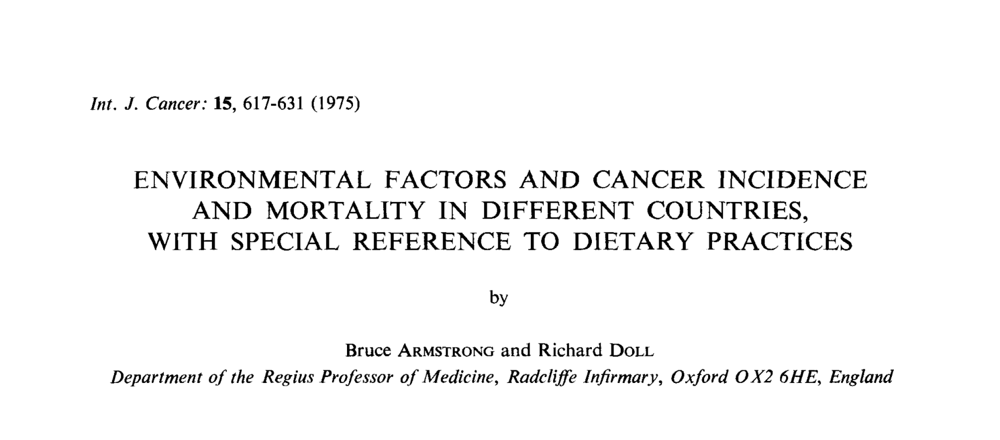 Int. J. Cancer: 15, 617-631 (1975)
ENVIRONMENTAL FACTORS AND CANCER INCIDENCE
AND MORTALITY IN DIFFERENT COUNTRIES,
WITH SPECIAL REFERENCE TO DIETARY PRACTICES
by
Bruce ARMSTRONG and Richard DOLL
Department of the Regius Professor of Medicine, Radcliffe Infirmary, Oxford OX2 6HE, England